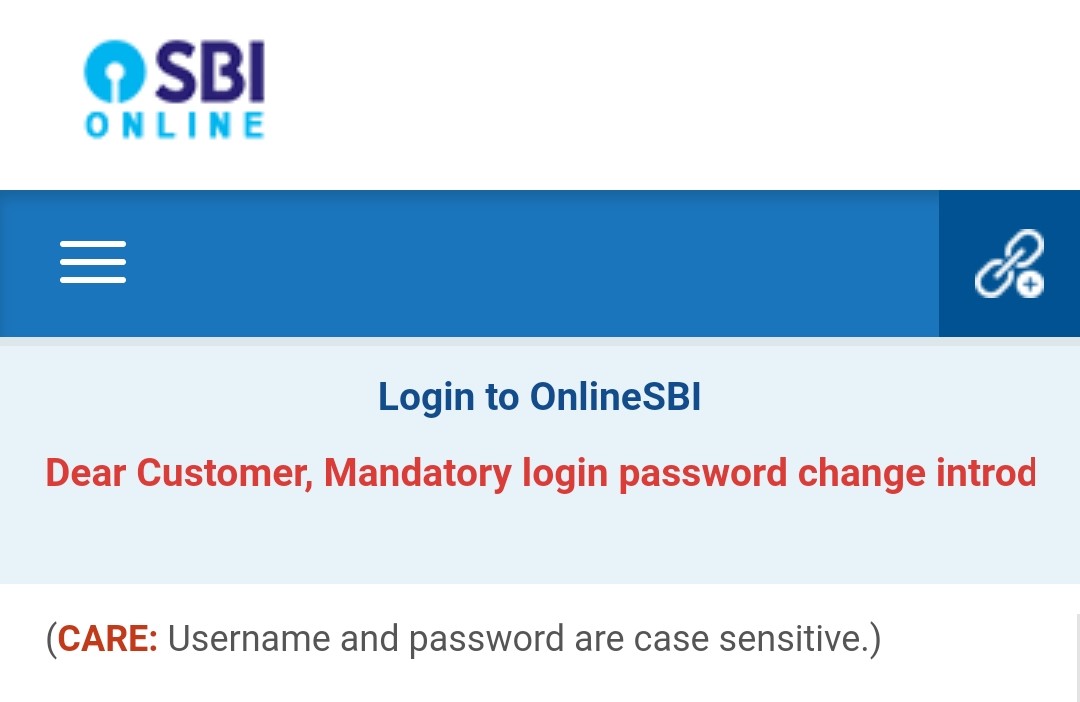 SBI
ONLINE
Login to OnlineSBI
Dear Customer, Mandatory login password change introd
(CARE: Username and password are case sensitive.)